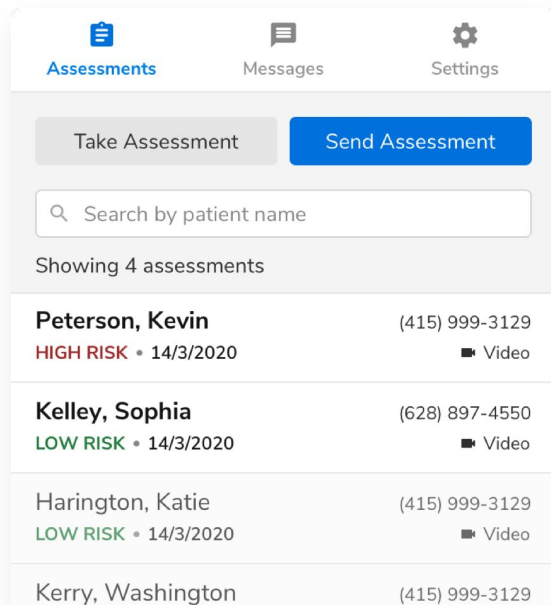 Assessments Messages Settings
Take Assessment Send Assessment
Search by patient name
Showing 4 assessments
Peterson, Kevin (415) 999-3129
HIGH RISK • 14/3/2020 Video
Kelley, Sophia (628) 897-4550
LOW RISK • 14/3/2020 Video
Harington, Katie (415) 999-3129
LOW RISK • 14/3/2020 Video
Kerry, Washington (415) 999-3129